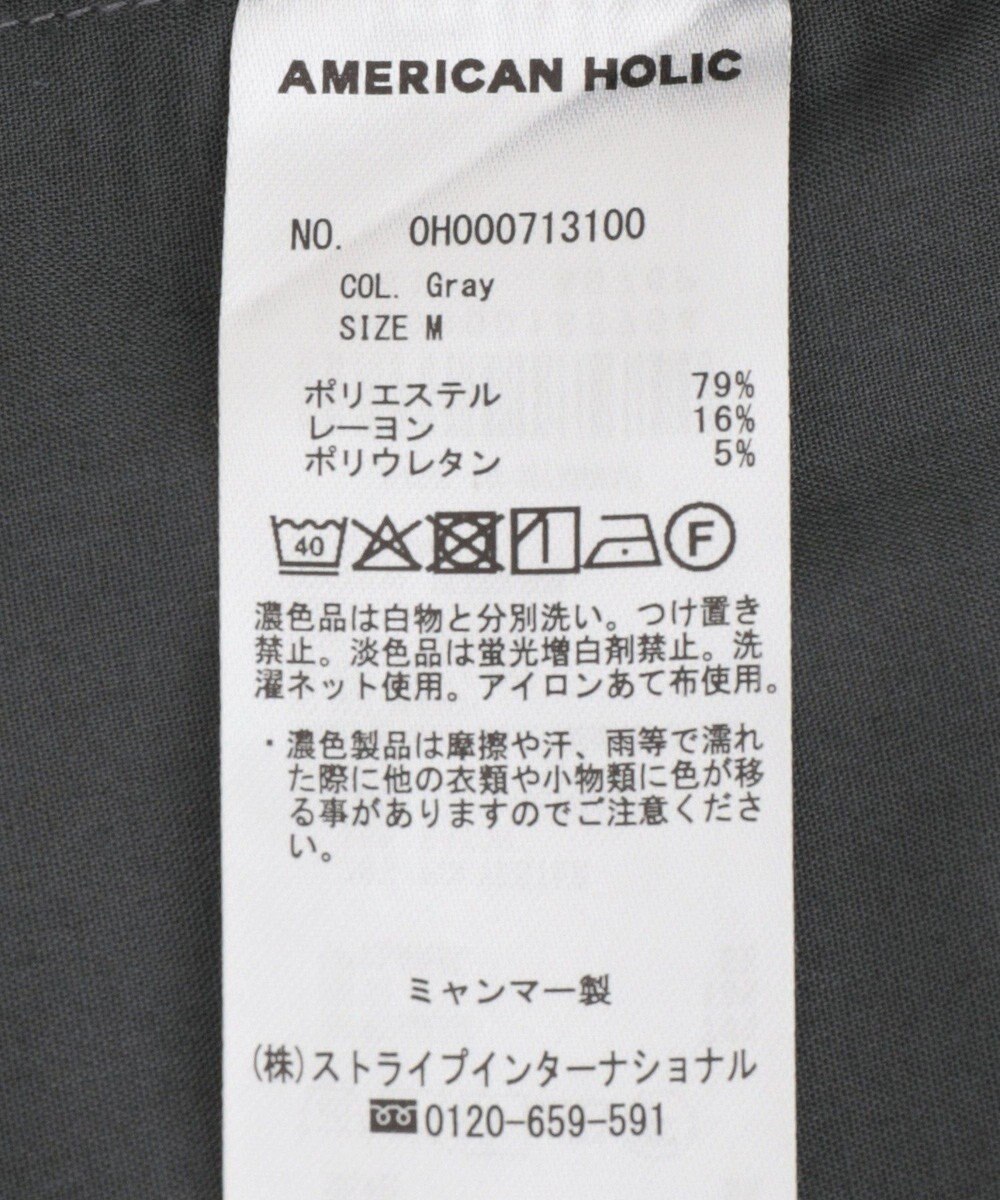 AMERICAN HOLIC
NO. OH000713100
COL. Gray
SIZE M
ポリエステル 79%
レーヨン 16%
ポリウレタン 5%
40 F
濃色品は白物と分別洗い。つけ置き
禁止。淡色品は蛍光増白剤禁止。洗
濯ネット使用。アイロンあて布使用。
・濃色製品は摩擦や汗、雨等で濡れ
た際に他の衣類や小物類に色が移
る事がありますのでご注意くださ
い。
ミャンマー製
(株)ストライプインターナショナル
0120-659-591